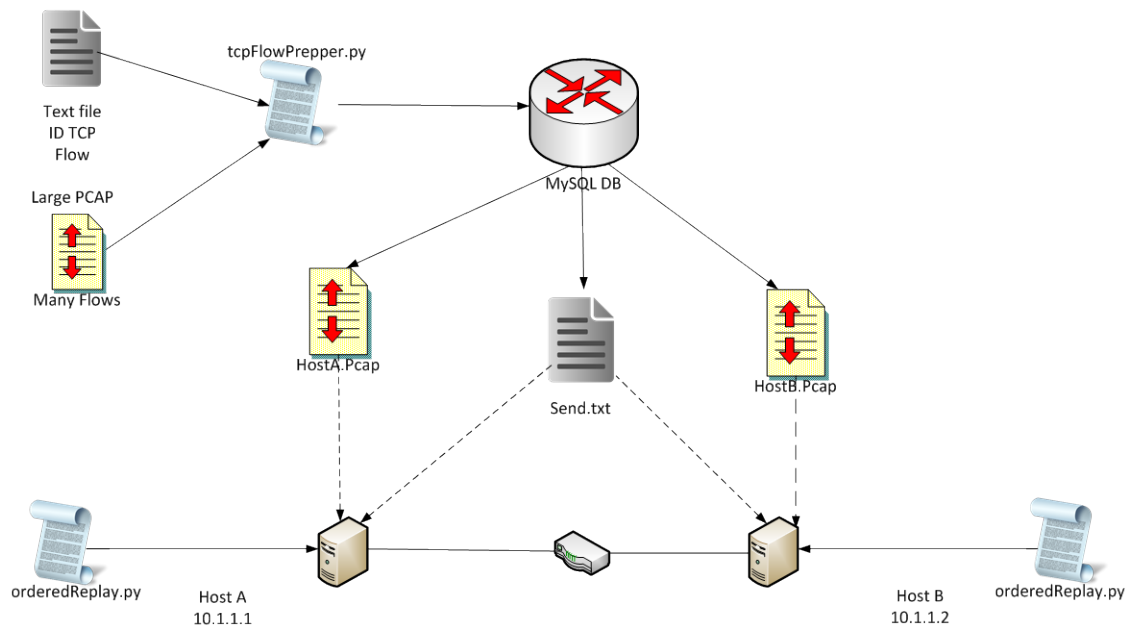 tcpFlowPrepper.py
Text file
ID TCP
Flow
MySQL DB
Large PCAP
Many Flows
HostA.Pcap
HostB.Pcap
Send.txt
orderedReplay.py
Host A
10.1.1.1
Host B
10.1.1.2
orderedReplay.py